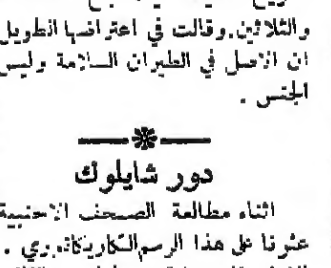 والثلاثين. وقالت في اعتراضها الطويل
ان الاصل في الطيران السلامة وليس
الجنس .
دور شايلوك
اثناء مطالعة الصحف الاجنبية
عثرنا على هذا الرسم الكاريكاتوري .